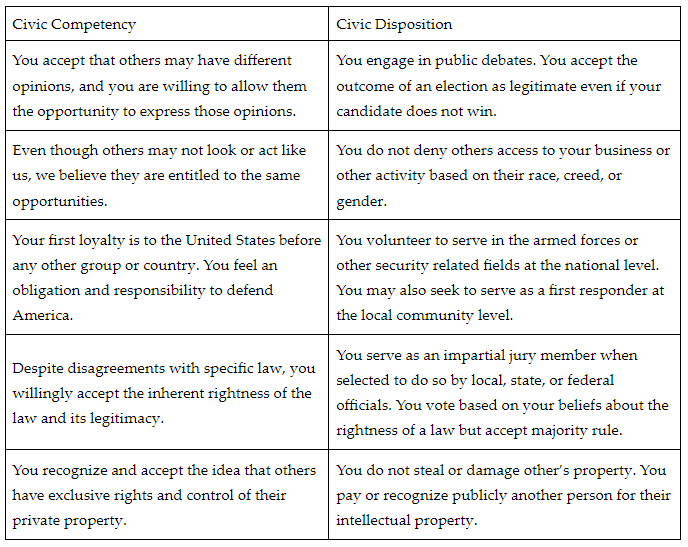 Civic Competency
Civic Disposition
You accept that others may have different
opinions, and you are willing to allow them
the opportunity to express those opinions.
You engage in public debates. You accept the
outcome of an election as legitimate even if your
candidate does not win.
Even though others may not look or act like
us, we believe they are entitled to the same
opportunities.
You do not deny others access to your business or
other activity based on their race, creed, or
gender.
Your first loyalty is to the United States before
any other group or country. You feel an
obligation and responsibility to defend
America.
You volunteer to serve in the armed forces or
other security related fields at the national level.
You may also seek to serve as a first responder at
the local community level.
Despite disagreements with specific law, you
willingly accept the inherent rightness of the
law and its legitimacy.
You serve as an impartial jury member when
selected to do so by local, state, or federal
officials. You vote based on your beliefs about the
rightness of a law but accept majority rule.
You recognize and accept the idea that others
have exclusive rights and control of their
private property.
You do not steal or damage other’s property. You
pay or recognize publicly another person for their
intellectual property.